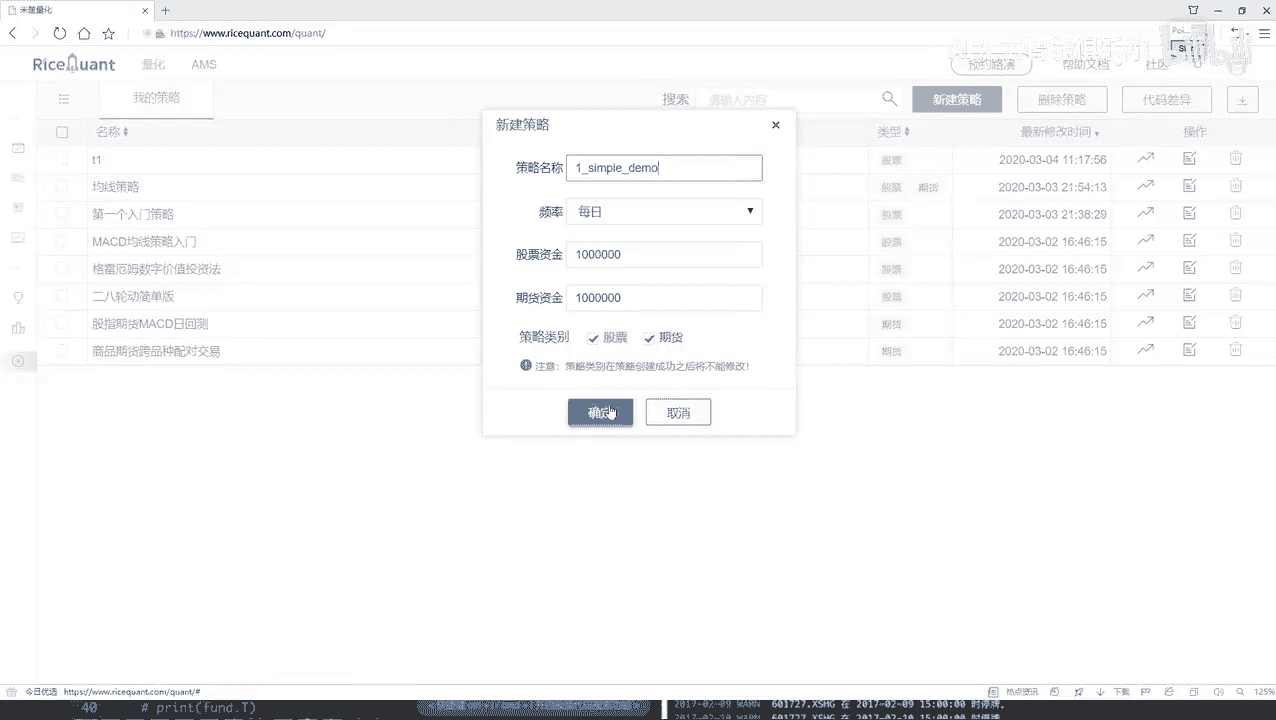 米筐量化
https://www.ricequant.com/quant/
RiceQuant 量化 AMS 预约路演 帮助文档 社区
我的策略 搜索 请输入内容 新建策略 删除策略 代码差异
名称 类型 最新修改时间 操作
t1 股票 2020-03-04 11:17:56
均线策略 股票 期货 2020-03-03 21:54:13
第一个入门策略 股票 2020-03-03 21:38:29
MACD均线策略入门 股票 2020-03-02 16:46:15
格雷厄姆数字价值投资法 股票 2020-03-02 16:46:15
二八轮动简单版 股票 2020-03-02 16:46:15
股指期货MACD日回测 期货 2020-03-02 16:46:15
商品期货跨品种配对交易 期货 2020-03-02 16:46:15
新建策略
策略名称 1_simple_demo
频率 每日
股票资金 1000000
期货资金 1000000
策略类别 股票 期货
注意：策略类别在策略创建成功之后将不能修改!
确定 取消
今日优选 https://www.ricequant.com/quant/# 热点资讯 下载 125%
40 # print(fund.T) 2017-02-09 WARN 601727.XSHG 在 2017-02-09 15:00:00 时停牌。